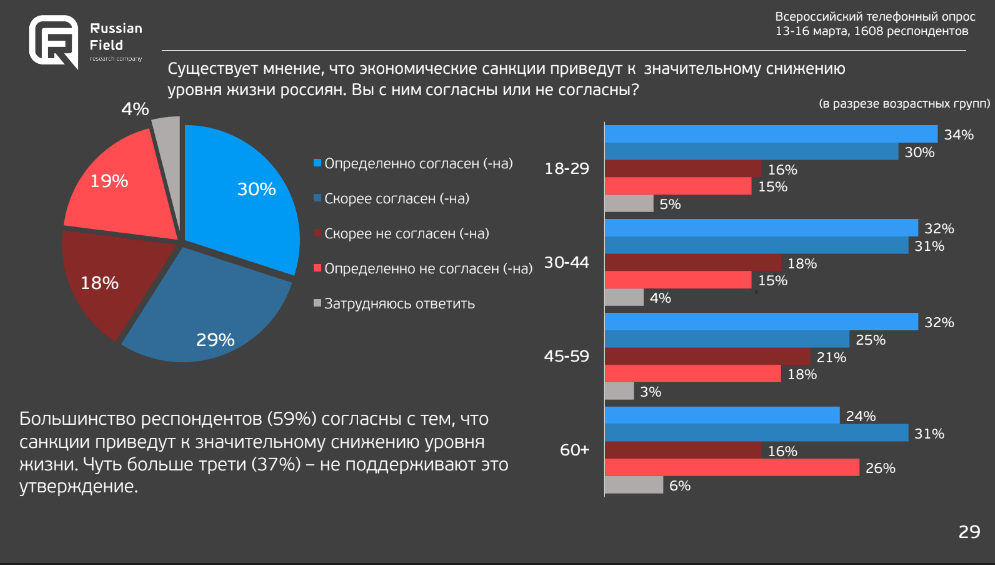 Russian
Field
research company
Всероссийский телефонный опрос
13-16 марта, 1608 респондентов
Существует мнение, что экономические санкции приведут к значительному снижению
уровня жизни россиян. Вы с ним согласны или не согласны?
(в разрезе возрастных групп)
4%
30%
19%
18%
29%
Определенно согласен (-на)
Скорее согласен (-на)
Скорее не согласен (-на)
Определенно не согласен (-на)
Затрудняюсь ответить
18-29
34%
30%
16%
15%
5%
30-44
32%
31%
18%
15%
4%
45-59
32%
25%
21%
18%
3%
60+
24%
31%
16%
26%
6%
Большинство респондентов (59%) согласны с тем, что
санкции приведут к значительному снижению уровня
жизни. Чуть больше трети (37%) – не поддерживают это
утверждение.
29